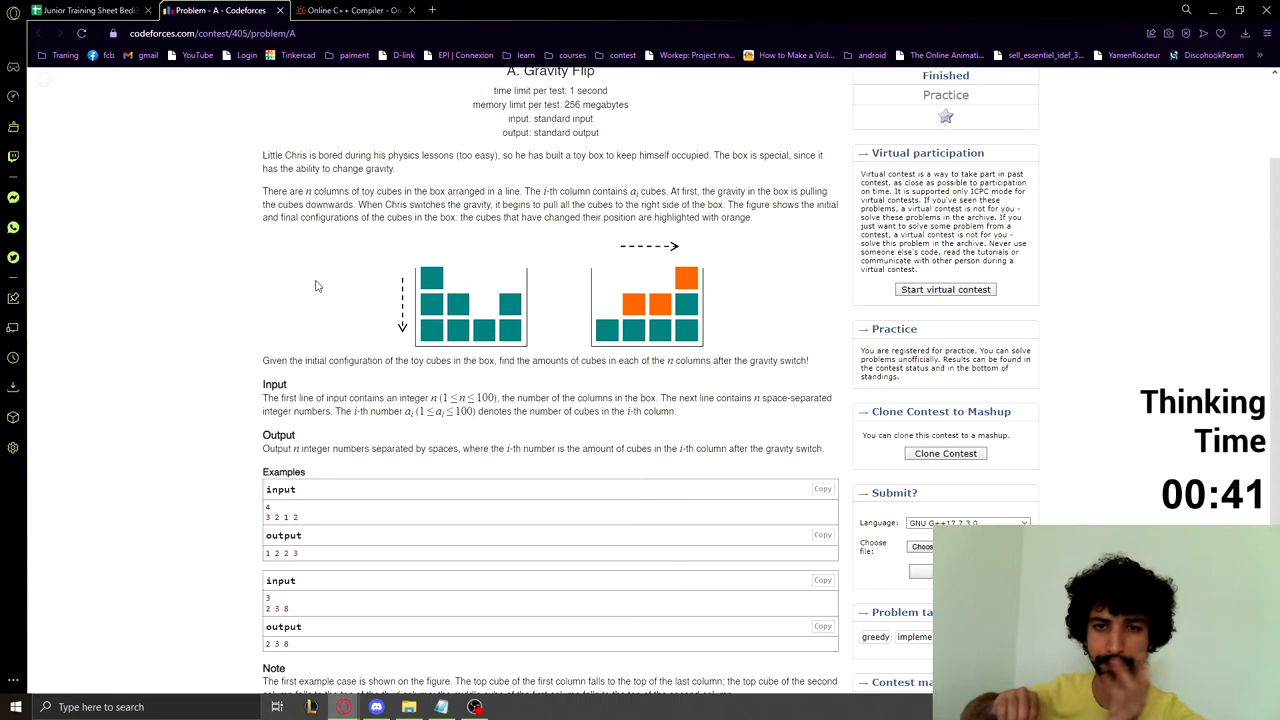 Junior Training Sheet Bedi
Problem - A - Codeforces
Online C++ Compiler - On
codeforces.com/contest/405/problem/A
Traning
fcb
gmail
YouTube
Login
Tinkercad
paiment
D-link
EPI | Connexion
learn
courses
contest
Workep: Project ma...
How to Make a Viol...
android
The Online Animati...
sell_essentiel_idef_3...
YamenRouteur
DiscohookParam
A. Gravity Flip
time limit per test: 1 second
memory limit per test: 256 megabytes
input: standard input
output: standard output
Little Chris is bored during his physics lessons (too easy), so he has built a toy box to keep himself occupied. The box is special, since it
has the ability to change gravity.
There are n columns of toy cubes in the box arranged in a line. The i-th column contains ai cubes. At first, the gravity in the box is pulling
the cubes downwards. When Chris switches the gravity, it begins to pull all the cubes to the right side of the box. The figure shows the initial
and final configurations of the cubes in the box: the cubes that have changed their position are highlighted with orange.
Given the initial configuration of the toy cubes in the box, find the amounts of cubes in each of the n columns after the gravity switch!
Input
The first line of input contains an integer n (1 ≤ n ≤ 100), the number of the columns in the box. The next line contains n space-separated
integer numbers. The i-th number ai (1 ≤ ai ≤ 100) denotes the number of cubes in the i-th column.
Output
Output n integer numbers separated by spaces, where the i-th number is the amount of cubes in the i-th column after the gravity switch.
Examples
input
Copy
4
3 2 1 2
output
Copy
1 2 2 3
input
Copy
3
2 3 8
output
Copy
2 3 8
Note
The first example case is shown on the figure. The top cube of the first column falls to the top of the last column; the top cube of the second
Finished
Practice
→ Virtual participation
Virtual contest is a way to take part in past
contest, as close as possible to participation
on time. It is supported only ICPC mode for
virtual contests. If you've seen these
problems, a virtual contest is not for you -
solve these problems in the archive. If you
just want to solve some problem from a
contest, a virtual contest is not for you -
solve this problem in the archive. Never use
someone else's code, read the tutorials or
communicate with other person during a
virtual contest.
Start virtual contest
→ Practice
You are registered for practice. You can solve
problems unofficially. Results can be found in
the contest status and in the bottom of
standings.
→ Clone Contest to Mashup
You can clone this contest to a mashup.
Clone Contest
→ Submit?
Language:
GNU G++17 7.3.0
Choose
file:
Choos
→ Problem ta
greedy
impleme
→ Contest ma
Thinking
Time
00:41
Type here to search